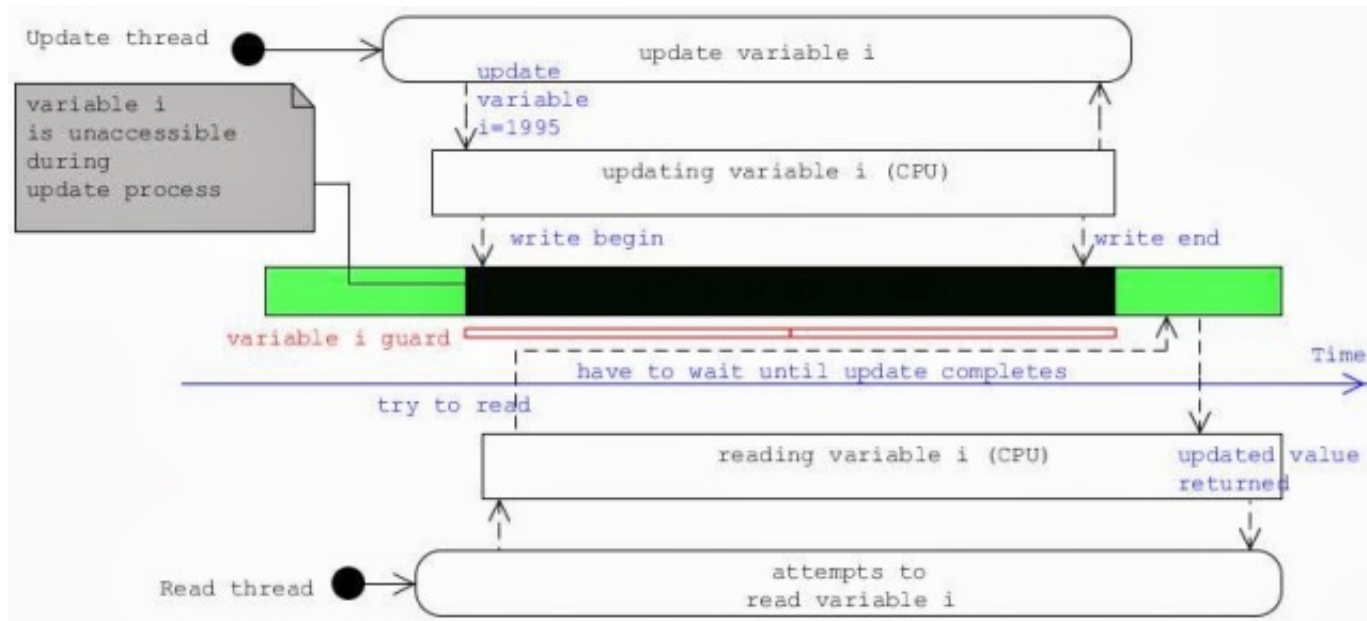 Update thread
update variable i
update
variable
i=1995
variable i
is unaccessible
during
update process
updating variable i (CPU)
write begin
write end
variable i guard
Time
have to wait until update completes
try to read
reading variable i (CPU)
updated value
returned
attempts to
read variable i
Read thread